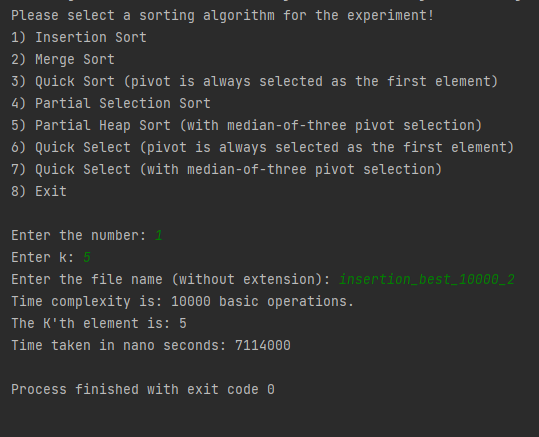 Please select a sorting algorithm for the experiment!
1) Insertion Sort
2) Merge Sort
3) Quick Sort (pivot is always selected as the first element)
4) Partial Selection Sort
5) Partial Heap Sort (with median-of-three pivot selection)
6) Quick Select (pivot is always selected as the first element)
7) Quick Select (with median-of-three pivot selection)
8) Exit
Enter the number: 1
Enter k: 5
Enter the file name (without extension): insertion_best_10000_2
Time complexity is: 10000 basic operations.
The K'th element is: 5
Time taken in nano seconds: 7114000
Process finished with exit code 0